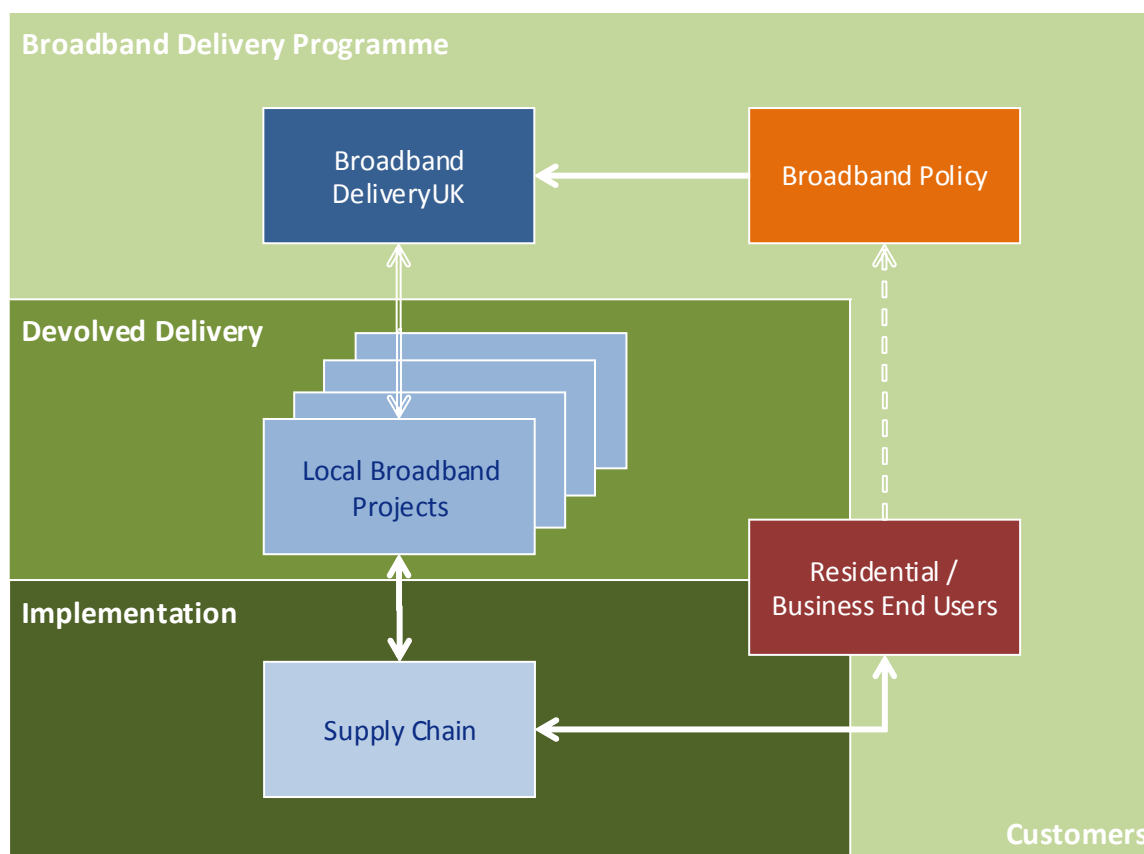 Broadband Delivery Programme
Broadband
DeliveryUK
Broadband Policy
Devolved Delivery
Local Broadband
Projects
Residential /
Business End Users
Implementation
Supply Chain
Customers